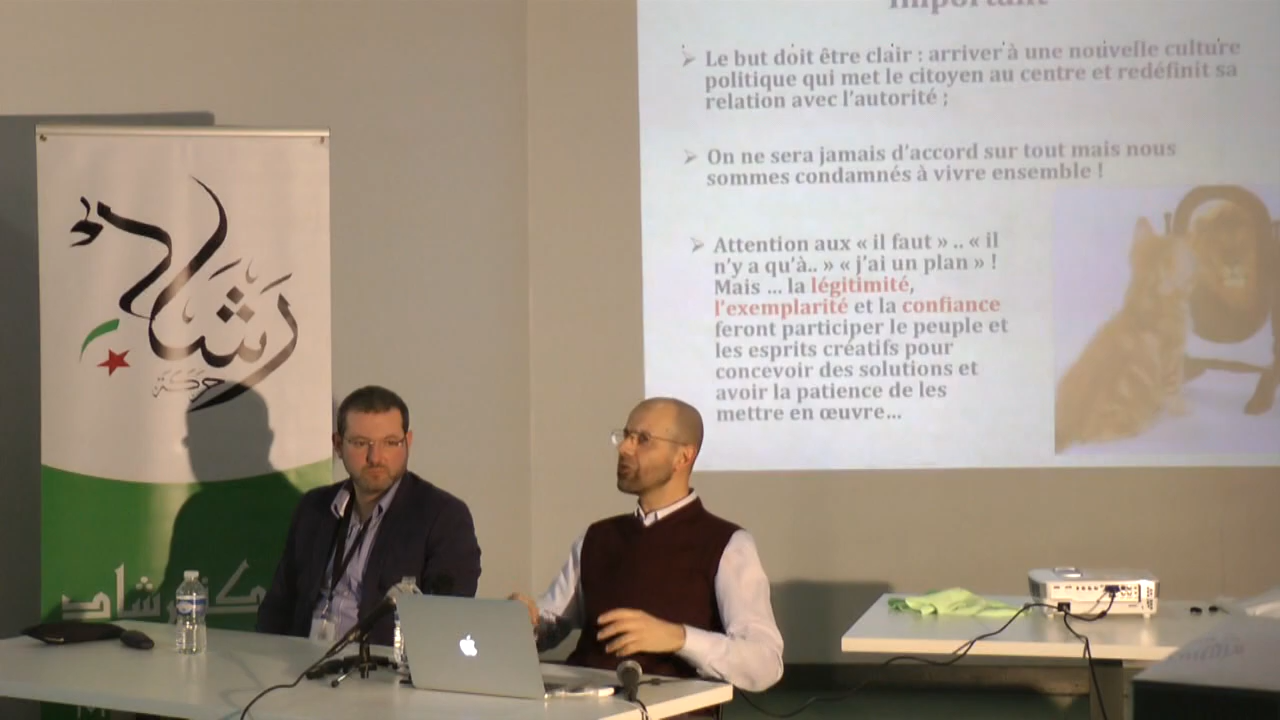 Important
Le but doit être clair : arriver à une nouvelle culture
politique qui met le citoyen au centre et redéfinit sa
relation avec l'autorité ;
On ne sera jamais d'accord sur tout mais nous
sommes condamnés à vivre ensemble !
Attention aux « il faut » .. « il
n'y a qu'à.. » « j'ai un plan » !
Mais ... la légitimité,
l'exemplarité et la confiance
feront participer le peuple et
les esprits créatifs pour
concevoir des solutions et
avoir la patience de les
mettre en œuvre...
رَشَاد
حركة